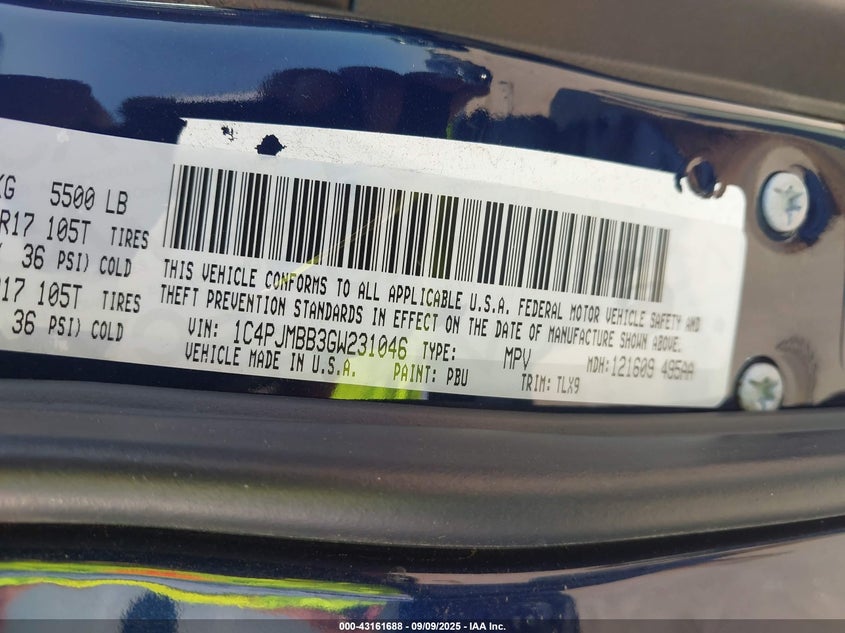 KG 5500 LB
R17 105T TIRES
36 PSI) COLD
17 105T TIRES
36 PSI) COLD
THIS VEHICLE CONFORMS TO ALL APPLICABLE U.S.A. FEDERAL MOTOR VEHICLE SAFETY AND
THEFT PREVENTION STANDARDS IN EFFECT ON THE DATE OF MANUFACTURE SHOWN ABOVE.
VIN: 1C4PJMBB3GW231046 TYPE: MPV MDH:121609 495AA
VEHICLE MADE IN U.S.A. PAINT: PBU TRIM: TLX9
000-43161688 - 09/09/2025 - IAA Inc.